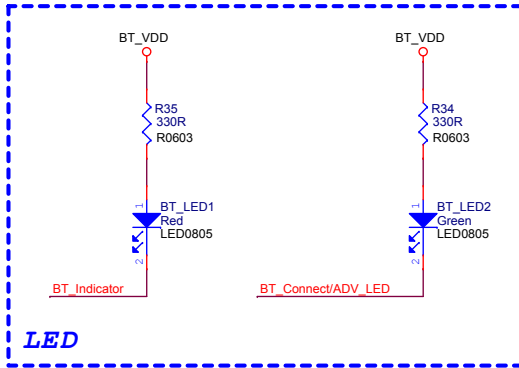 BT_VDD
R35
330R
R0603
1
BT_LED1
Red
LED0805
2
BT_Indicator
BT_VDD
R34
330R
R0603
1
BT_LED2
Green
LED0805
2
BT_Connect/ADV_LED
LED